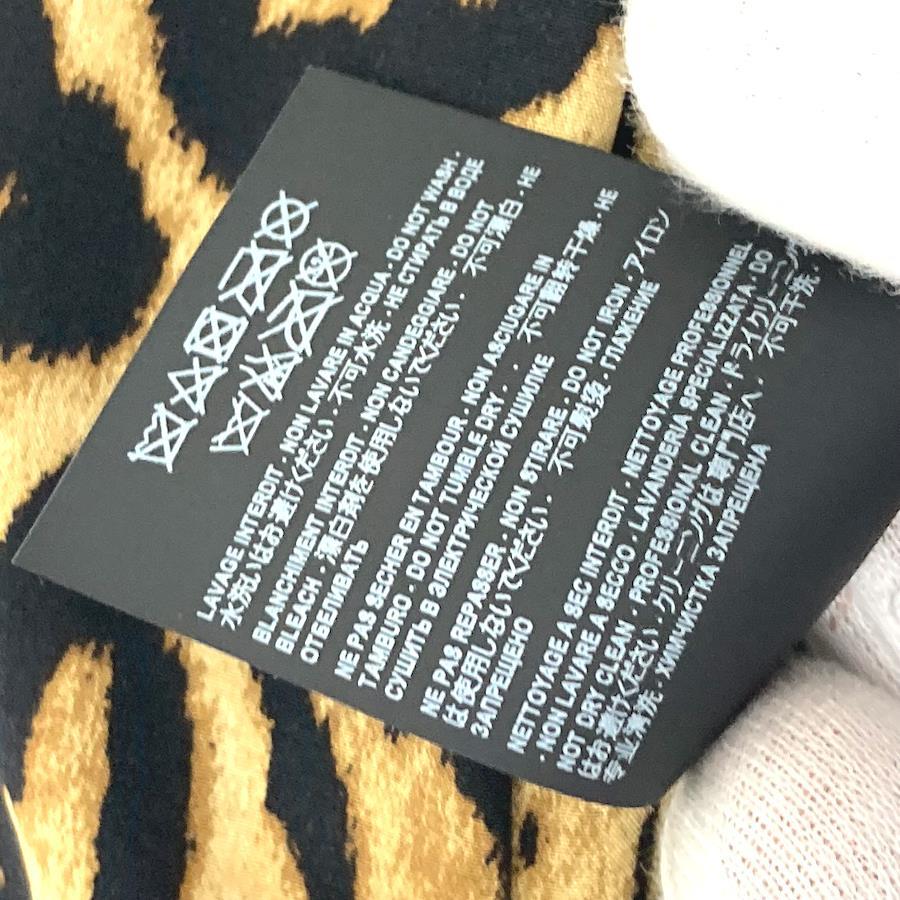 LAVAGE INTERDIT . NON LAVARE IN ACQUA . DO NOT WASH .
水洗いはお避けください . 不可水洗 . НЕ СТИРАТЬ В ВОДЕ
BLANCHIMENT INTERDIT . NON CANDEGGIARE . DO NOT
BLEACH . 漂白剤を使用しないでください . 不可漂白 . НЕ
ОТБЕЛИВАТЬ
NE PAS SECHER EN TAMBOUR . NON ASCIUGARE IN
TAMBURO . DO NOT TUMBLE DRY . . 不可翻转干燥 . НЕ
СУШИТЬ В ЭЛЕКТРИЧЕСКОЙ СУШИЛКЕ
NE PAS REPASSER . NON STIRARE . DO NOT IRON . アイロン
は使用しないでください . 不可熨烫 . ГЛАЖЕНИЕ
ЗАПРЕЩЕНО
NETTOYAGE A SEC INTERDIT . NETTOYAGE PROFESSIONNEL
. NON LAVARE A SECCO . LAVANDERIA SPECIALIZZATA . DO
NOT DRY CLEAN . PROFESSIONAL CLEAN . ドライクリーニング
はお避けください . クリーニングは専門店へ . 不可干洗 .
专业清洗 . ХИМЧИСТКА ЗАПРЕЩЕНА